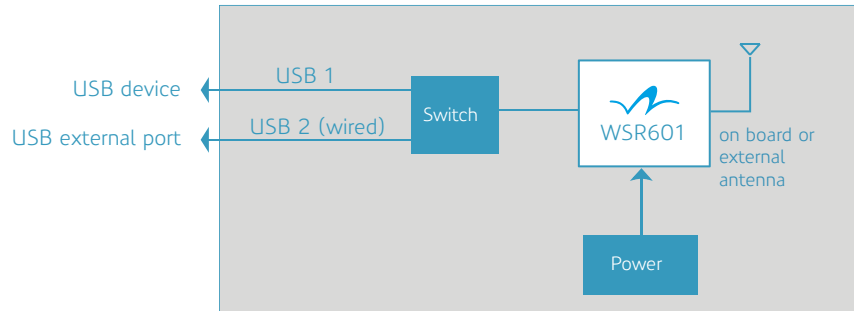 USB device
USB 1
USB external port
USB 2 (wired)
Switch
WSR601
on board or
external
antenna
Power